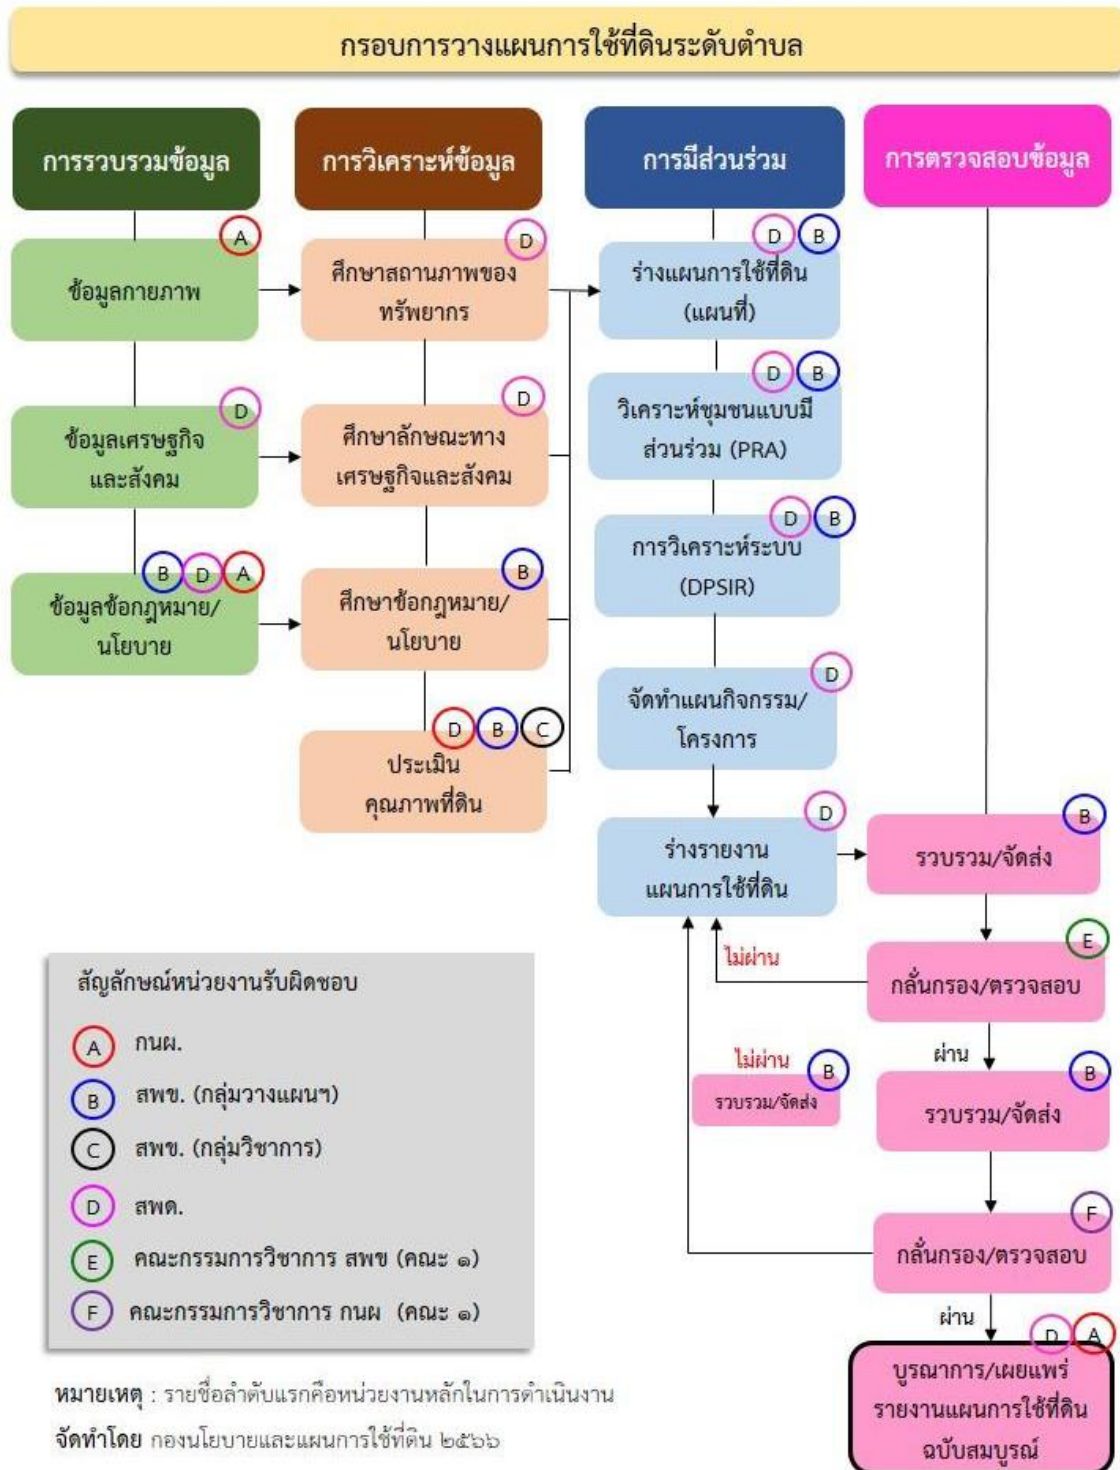 กรอบการวางแผนการใช้ที่ดินระดับตำบล
การรวบรวมข้อมูล
A
ข้อมูลกายภาพ
D
ข้อมูลเศรษฐกิจ
และสังคม
B D A
ข้อมูลข้อกฎหมาย/
นโยบาย
การวิเคราะห์ข้อมูล
D
ศึกษาสถานภาพของ
ทรัพยากร
D
ศึกษาลักษณะทาง
เศรษฐกิจและสังคม
B
ศึกษาข้อกฎหมาย/
นโยบาย
D B C
ประเมิน
คุณภาพที่ดิน
การมีส่วนร่วม
D B
ร่างแผนการใช้ที่ดิน
(แผนที่)
D B
วิเคราะห์ชุมชนแบบมี
ส่วนร่วม (PRA)
D B
การวิเคราะห์ระบบ
(DPSIR)
D
จัดทำแผนกิจกรรม/
โครงการ
D
ร่างรายงาน
แผนการใช้ที่ดิน
การตรวจสอบข้อมูล
B
รวบรวม/จัดส่ง
E
กลั่นกรอง/ตรวจสอบ
ไม่ผ่าน
ผ่าน
B
รวบรวม/จัดส่ง
ไม่ผ่าน
B
รวบรวม/จัดส่ง
F
กลั่นกรอง/ตรวจสอบ
ผ่าน
D A
บูรณาการ/เผยแพร่
รายงานแผนการใช้ที่ดิน
ฉบับสมบูรณ์
สัญลักษณ์หน่วยงานรับผิดชอบ
A กนผ.
B สพข. (กลุ่มวางแผนฯ)
C สพข. (กลุ่มวิชาการ)
D สพด.
E คณะกรรมการวิชาการ สพข (คณะ ๑)
F คณะกรรมการวิชาการ กนผ (คณะ ๑)
หมายเหตุ : รายชื่อลำดับแรกคือหน่วยงานหลักในการดำเนินงาน
จัดทำโดย กองนโยบายและแผนการใช้ที่ดิน ๒๕๖๖